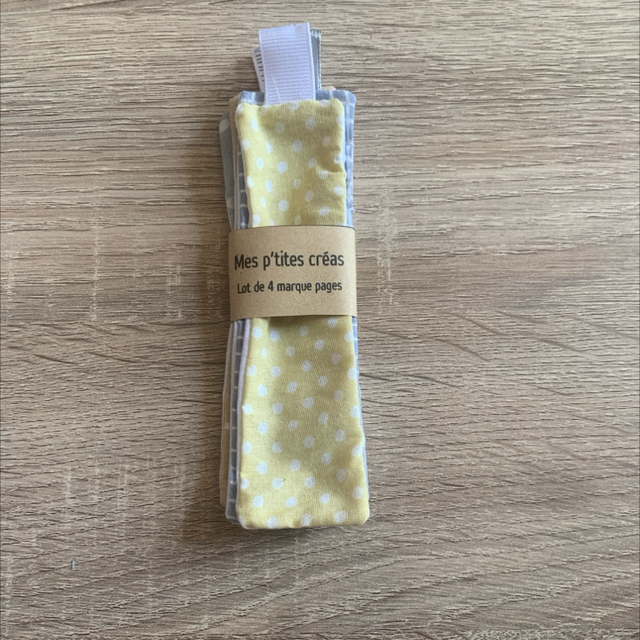 Mes p'tites créas
Lot de 4 marque pages